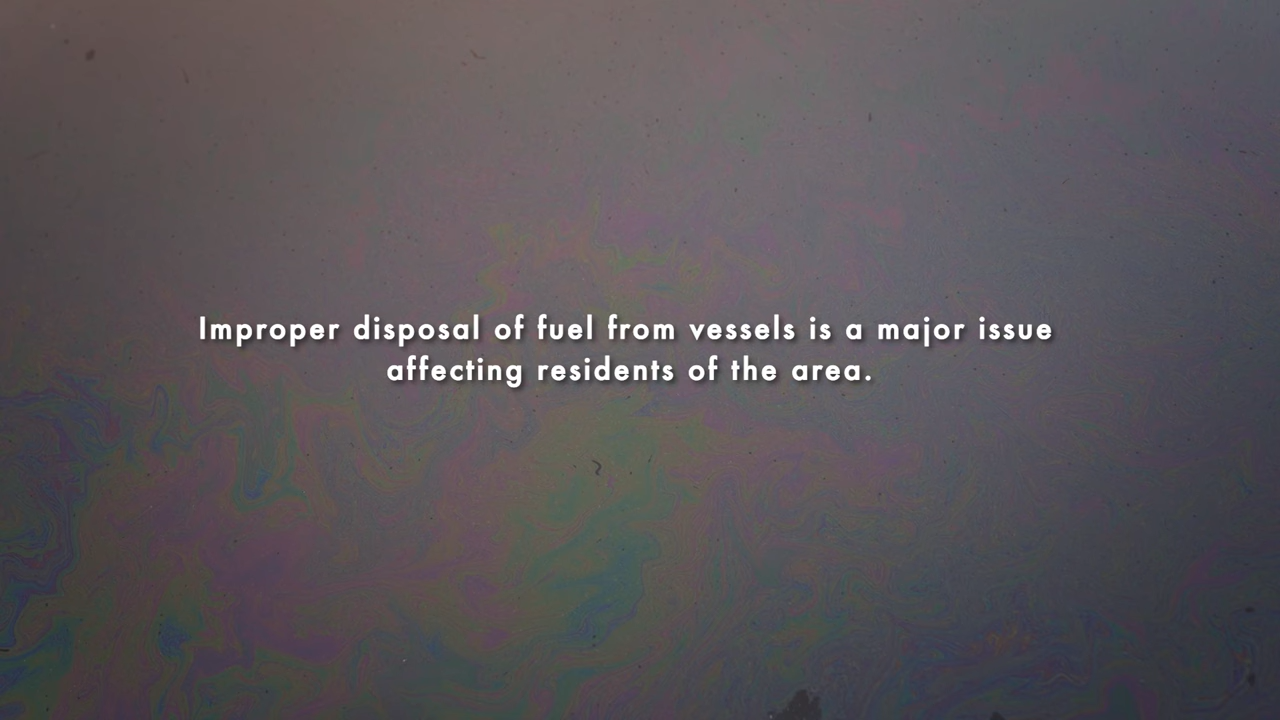 Improper disposal of fuel from vessels is a major issue
affecting residents of the area.